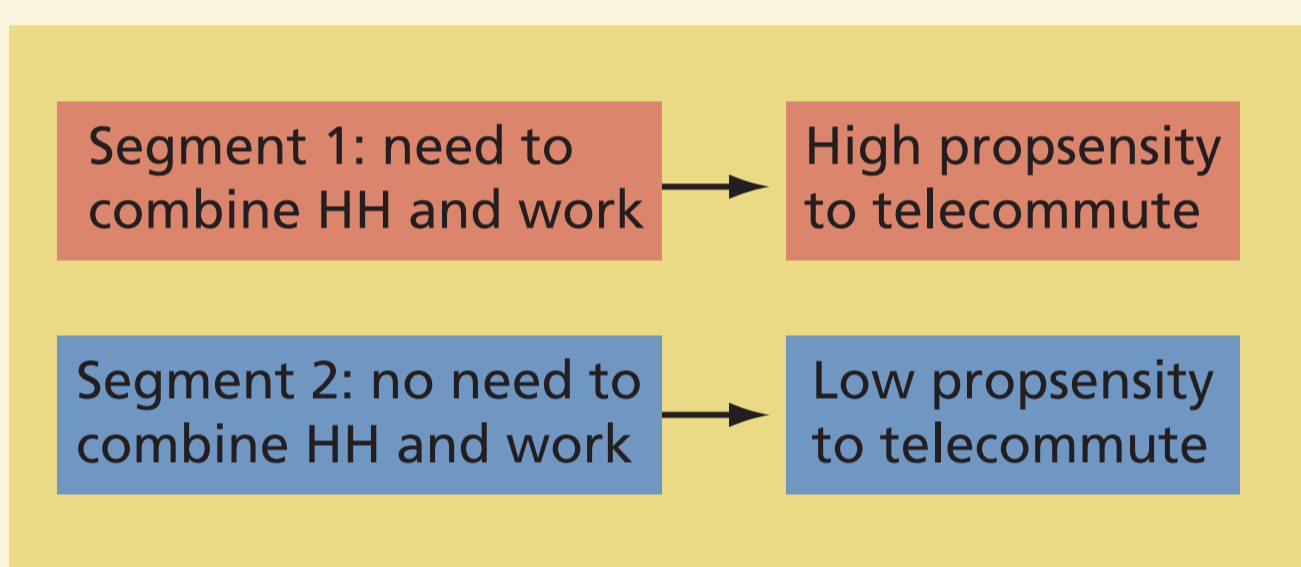 Segment 1: need to
combine HH and work
High propsensity
to telecommute
Segment 2: no need to
combine HH and work
Low propsensity
to telecommute